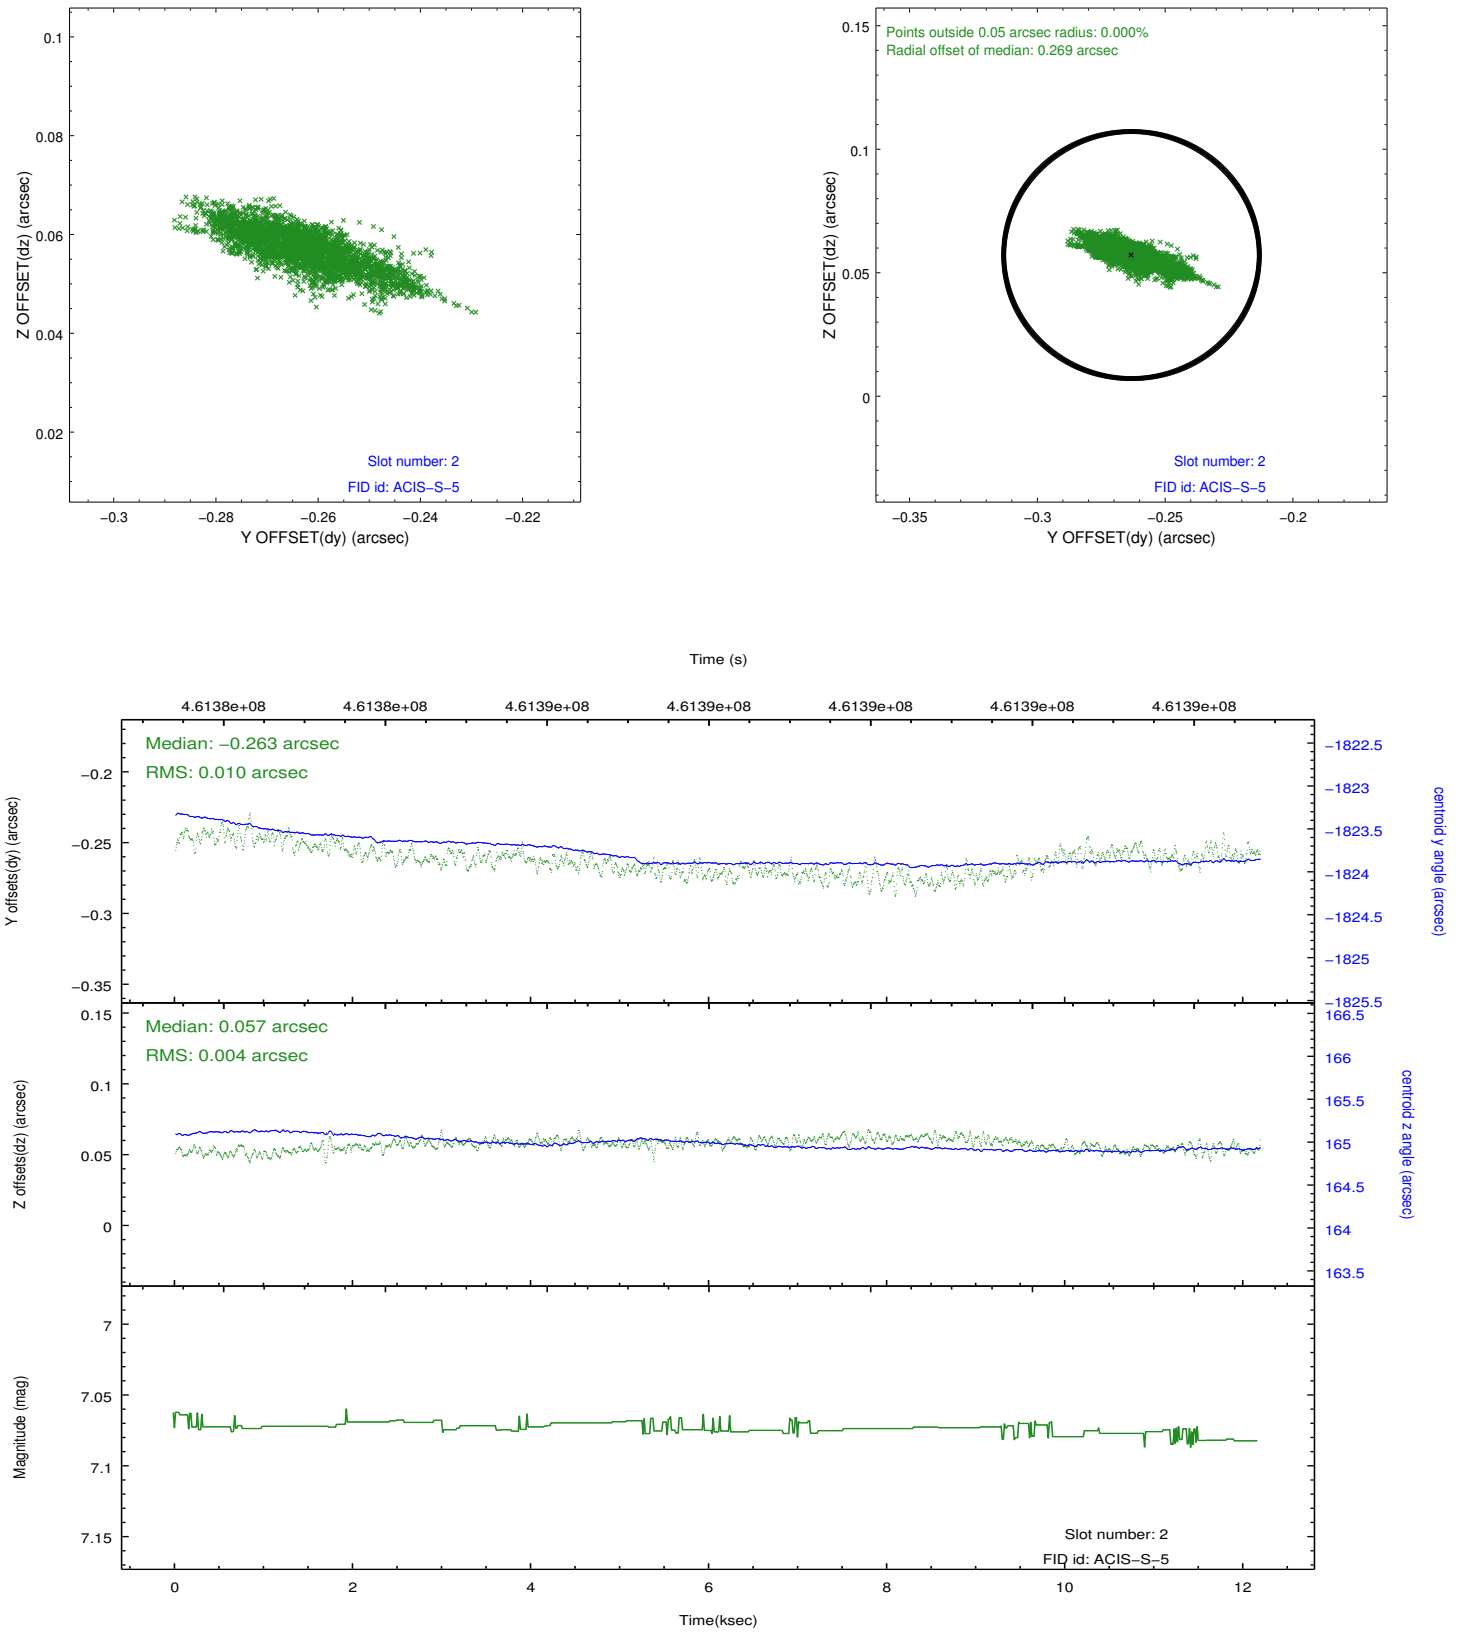 0.1
0.08
0.06
0.04
0.02
Z OFFSET(dz) (arcsec)
Slot number: 2
FID id: ACIS−S−5
−0.3
−0.28
−0.26
−0.24
−0.22
Y OFFSET(dy) (arcsec)
Points outside 0.05 arcsec radius: 0.000%
Radial offset of median: 0.269 arcsec
0.15
0.1
0.05
0
Z OFFSET(dz) (arcsec)
Slot number: 2
FID id: ACIS−S−5
−0.35
−0.3
−0.25
−0.2
Y OFFSET(dy) (arcsec)
Time (s)
4.6138e+08
4.6138e+08
4.6139e+08
4.6139e+08
4.6139e+08
4.6139e+08
4.6139e+08
Median: −0.263 arcsec
RMS: 0.010 arcsec
−0.2
−0.25
−0.3
−0.35
Y offsets(dy) (arcsec)
−1822.5
−1823
−1823.5
−1824
−1824.5
−1825
−1825.5
centroid y angle (arcsec)
Median: 0.057 arcsec
RMS: 0.004 arcsec
0.15
0.1
0.05
0
Z offsets(dz) (arcsec)
166.5
166
165.5
165
164.5
164
163.5
centroid z angle (arcsec)
7
7.05
7.1
7.15
Magnitude (mag)
Slot number: 2
FID id: ACIS−S−5
0
2
4
6
8
10
12
Time(ksec)